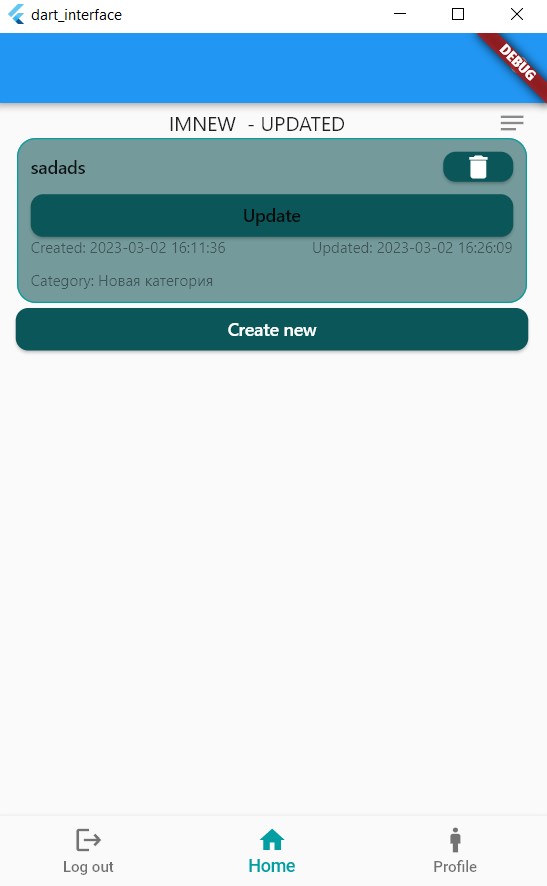 dart_interface
DEBUG
IMNEW - UPDATED
sadads
Update
Created: 2023-03-02 16:11:36 Updated: 2023-03-02 16:26:09
Category: Новая категория
Create new
Log out Home Profile